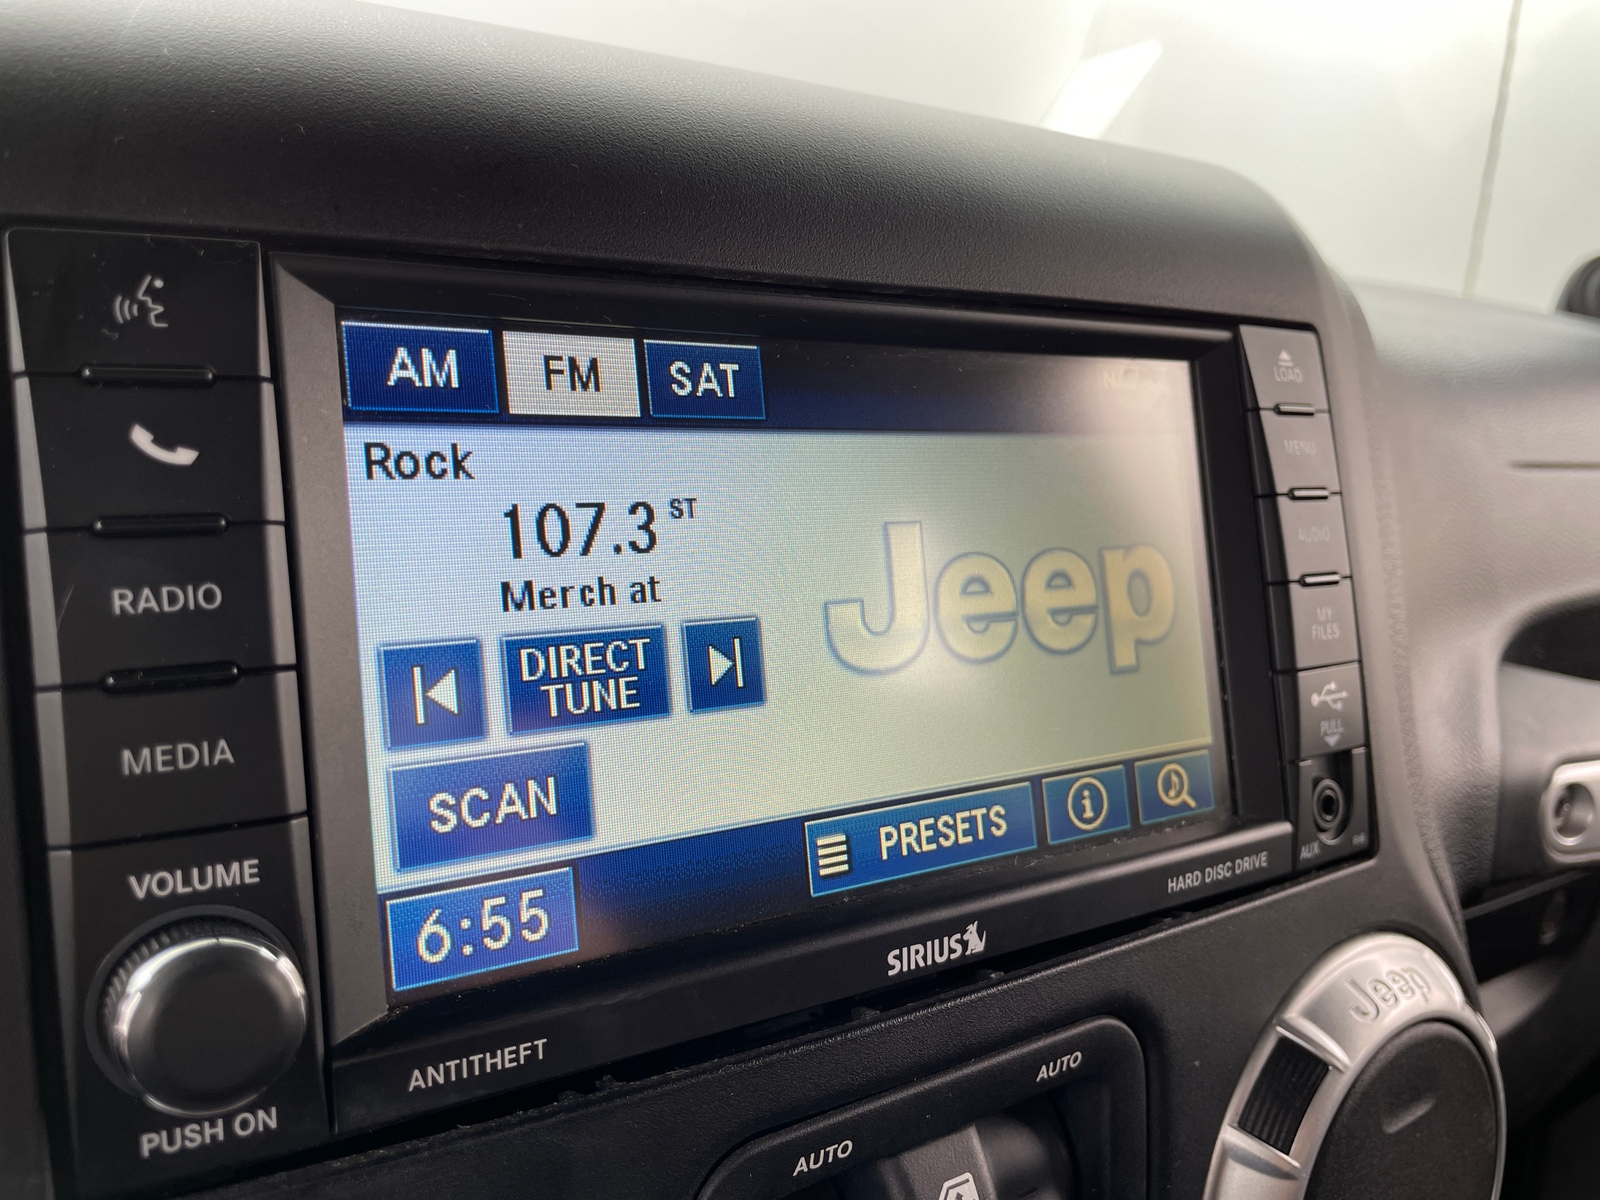 AM FM SAT
Rock
107.3 ST
Merch at
DIRECT
TUNE
SCAN
PRESETS
6:55
Jeep
RADIO
MEDIA
VOLUME
PUSH ON
ANTITHEFT
SIRIUS
HARD DISC DRIVE
LOAD
MENU
AUDIO
MY
FILES
PULL
AUX
AUTO
AUTO
Jeep